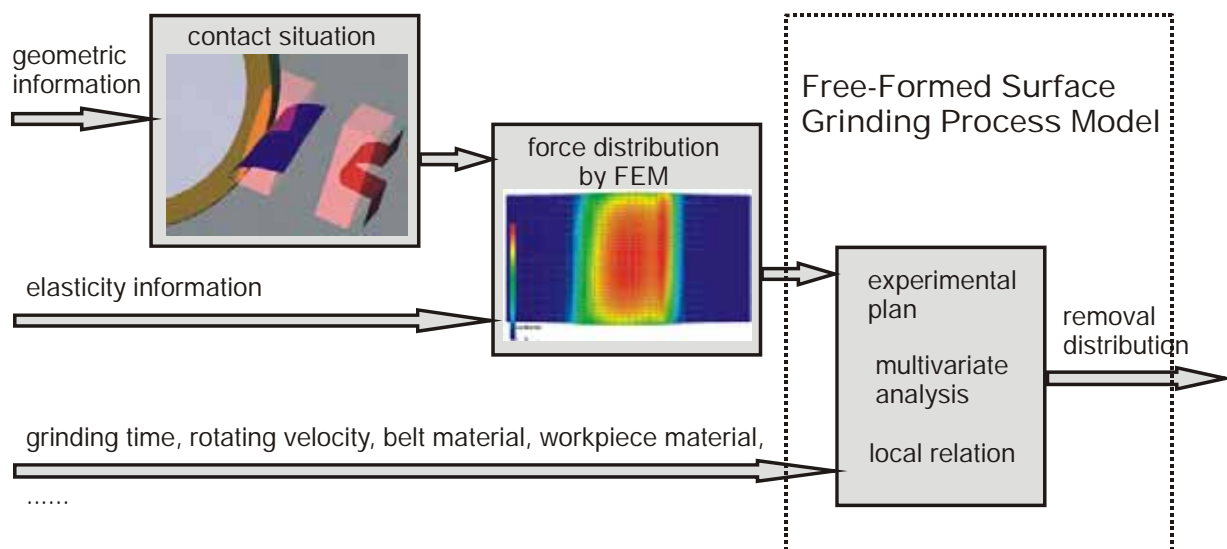 contact situation
geometric
information
Free-Formed Surface
Grinding Process Model
force distribution
by FEM
elasticity information
experimental
plan
multivariate
analysis
local relation
removal
distribution
grinding time, rotating velocity, belt material, workpiece material,
......